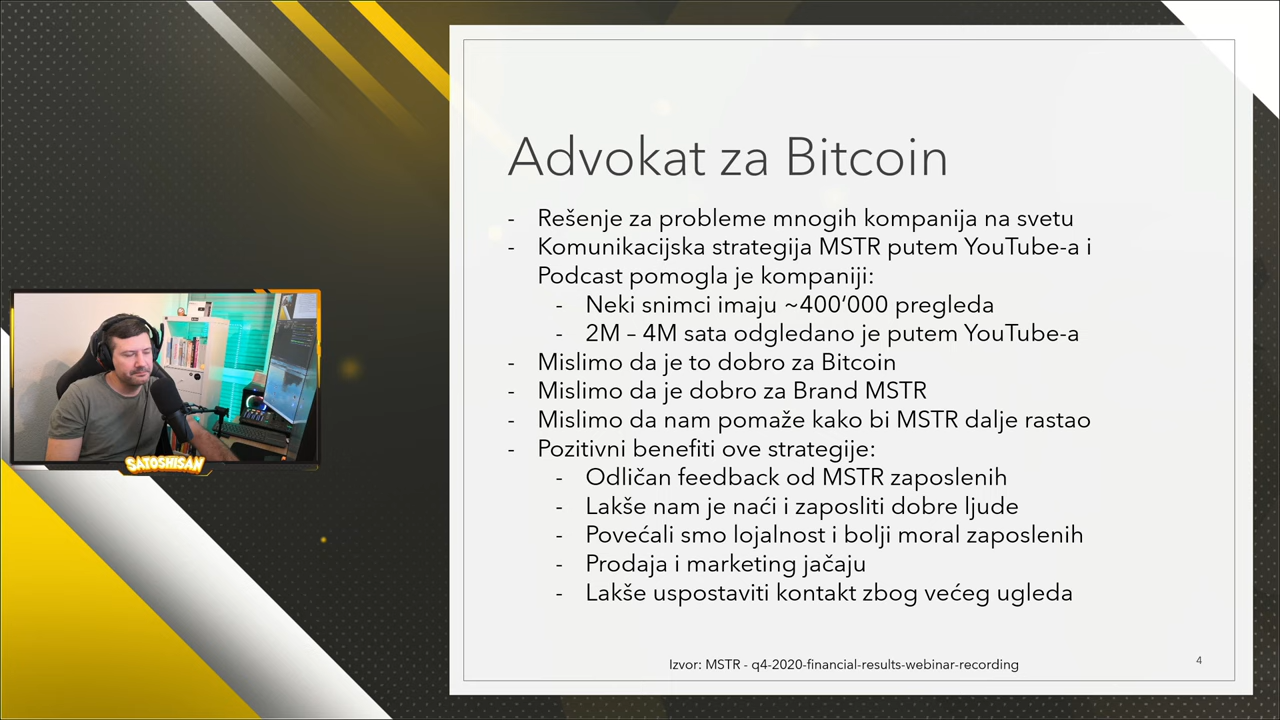 Advokat za Bitcoin
- Rešenje za probleme mnogih kompanija na svetu
- Komunikacijska strategija MSTR putem YouTube-a i
Podcast pomogla je kompaniji:
- Neki snimci imaju ~400’000 pregleda
- 2M – 4M sata odgledano je putem YouTube-a
- Mislimo da je to dobro za Bitcoin
- Mislimo da je dobro za Brand MSTR
- Mislimo da nam pomaže kako bi MSTR dalje rastao
- Pozitivni benefiti ove strategije:
- Odličan feedback od MSTR zaposlenih
- Lakše nam je naći i zaposliti dobre ljude
- Povećali smo lojalnost i bolji moral zaposlenih
- Prodaja i marketing jačaju
- Lakše uspostaviti kontakt zbog većeg ugleda
Izvor: MSTR - q4-2020-financial-results-webinar-recording
4
SATOSHISAN